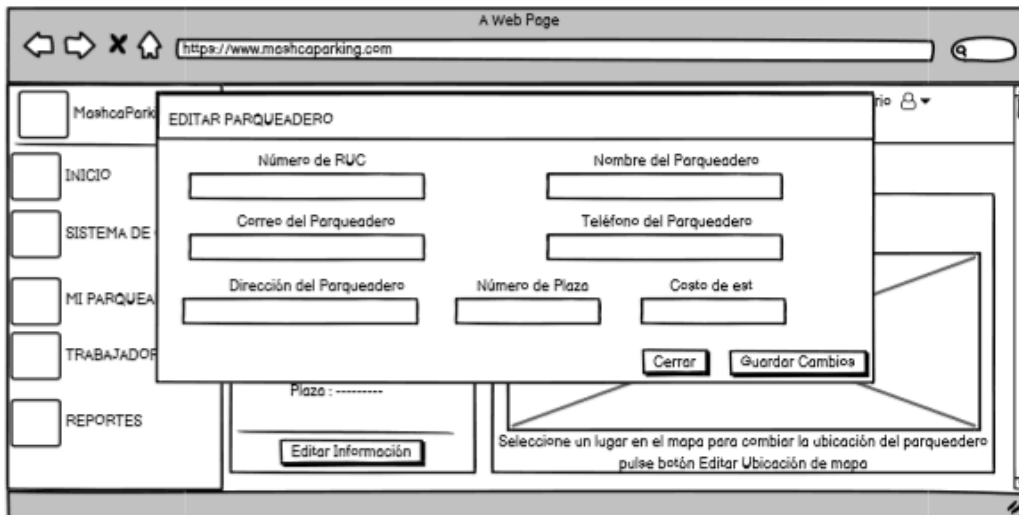 A Web Page
https://www.mashcaparking.com
MashcaPark
rio
EDITAR PARQUEADERO
Número de RUC
Nombre del Parqueadero
Correo del Parqueadero
Teléfono del Parqueadero
Dirección del Parqueadero
Número de Plaza
Costo de est
Cerrar
Guardar Cambios
INICIO
SISTEMA DE
MI PARQUEA
TRABAJADOR
REPORTES
Plaza : ---------
Editar Información
Seleccione un lugar en el mapa para cambiar la ubicación del parqueadero
pulse botón Editar Ubicación de mapa